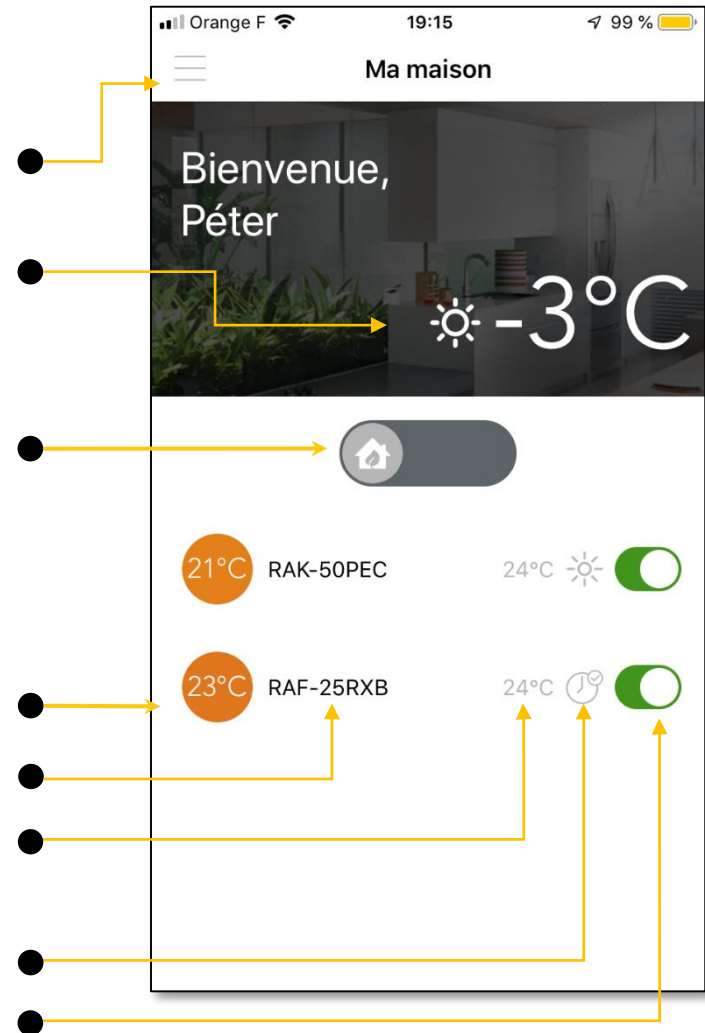 Orange F 19:15 99 %
Ma maison
Bienvenue,
Péter
-3°C
21°C RAK-50PEC 24°C
23°C RAF-25RXB 24°C